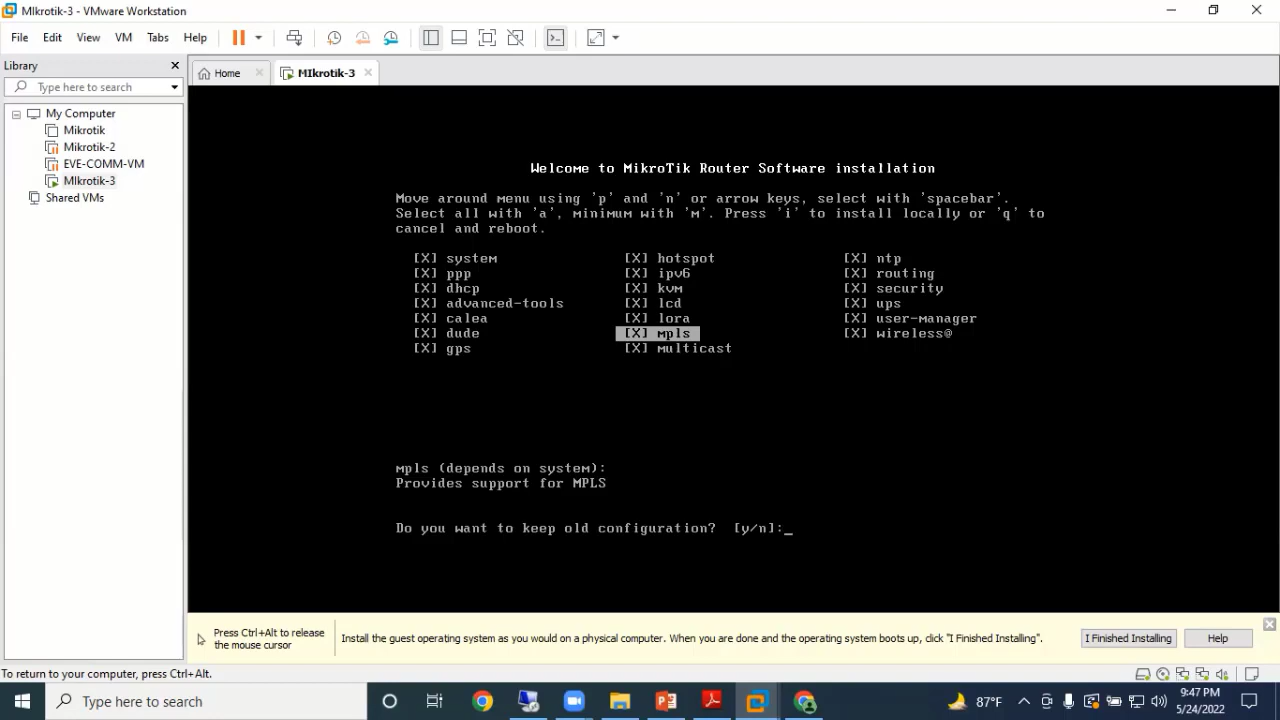 MIkrotik-3 - VMware Workstation
File Edit View VM Tabs Help
Library
Type here to search
My Computer
Mikrotik
Mikrotik-2
EVE-COMM-VM
MIkrotik-3
Shared VMs
Home MIkrotik-3
Welcome to MikroTik Router Software installation
Move around menu using 'p' and 'n' or arrow keys, select with 'spacebar'.
Select all with 'a', minimum with 'm'. Press 'i' to install locally or 'q' to
cancel and reboot.
[X] system [X] hotspot [X] ntp
[X] ppp [X] ipv6 [X] routing
[X] dhcp [X] kvm [X] security
[X] advanced-tools [X] lcd [X] ups
[X] calea [X] lora [X] user-manager
[X] dude [X] mpls [X] wireless@
[X] gps [X] multicast
mpls (depends on system):
Provides support for MPLS
Do you want to keep old configuration? [y/n]:_
Press Ctrl+Alt to release
the mouse cursor
Install the guest operating system as you would on a physical computer. When you are done and the operating system boots up, click "I Finished Installing".
I Finished Installing
Help
To return to your computer, press Ctrl+Alt.
Type here to search
87°F
9:47 PM
5/24/2022